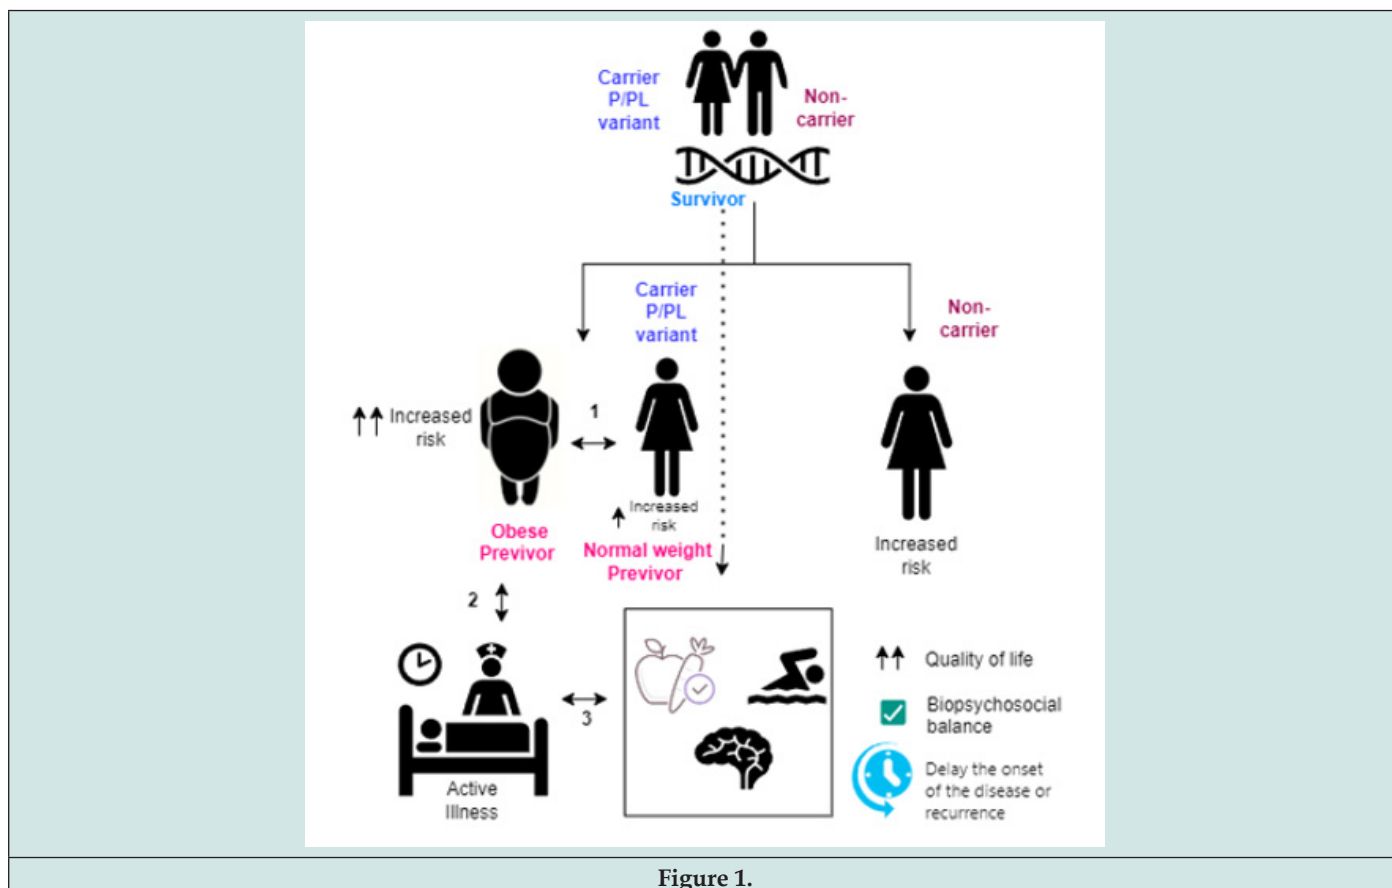 Carrier
P/PL
variant
Non-
carrier
Survivor
Carrier
P/PL
variant
Non-
carrier
Increased
risk
1
Increased
risk
Obese
Previvor
Normal weight
Previvor
Increased
risk
2
3
Active
Illness
Quality of life
Biopsychosocial
balance
Delay the onset
of the disease or
recurrence
Figure 1.